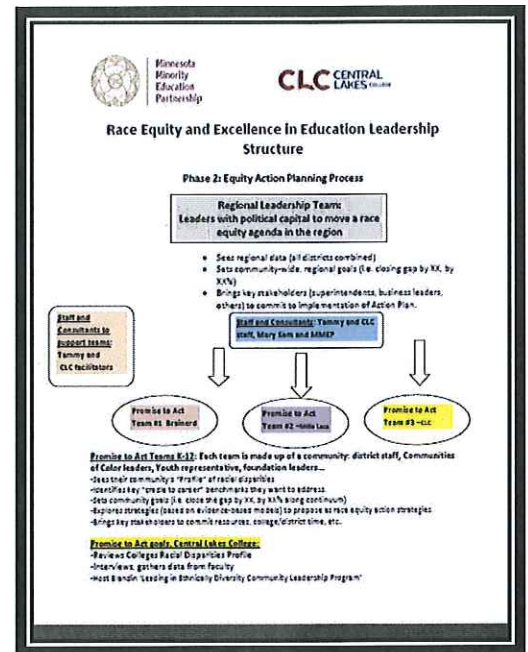 Minnesota
Minority
Education
Partnership
CLC CENTRAL
LAKES COLLEGE
Race Equity and Excellence in Education Leadership
Structure
Phase 2: Equity Action Planning Process
Regional Leadership Team:
Leaders with political capital to move a race
equity agenda in the region
• Sees regional data (all districts combined)
• Sets community-wide, regional goals (i.e. closing gap by XX, by
XX%)
• Brings key stakeholders (superintendents, business leaders,
others) to commit to implementation of Action Plan.
Staff and
Consultants to
support teams:
Tammy and
CLC facilitators
Staff and Consultants: Tammy and CLC
staff, Mary Sam and MMEP
Promise to Act
Team #1 Brainerd
Promise to Act
Team #2 –Mille Lacs
Promise to Act
Team #3 –CLC
Promise to Act Teams K-12: Each team is made up of a community: district staff, Communities
of Color leaders, Youth representative, foundation leaders...
-Sees their community's "Profile" of racial disparities
-Identifies key "cradle to career" benchmarks they want to address
-Sets community goals (i.e. close the gap by XX, by XX% along continuum)
-Explores strategies (based on evidence-based models) to propose as race equity action strategies
-Brings key stakeholders to commit resources, college/district time, etc.
Promise to Act goals, Central Lakes College:
-Reviews Colleges Racial Disparities Profile
-Interviews, gathers data from faculty
-Host Blandin 'Leading in Ethnically Diversity Community Leadership Program'